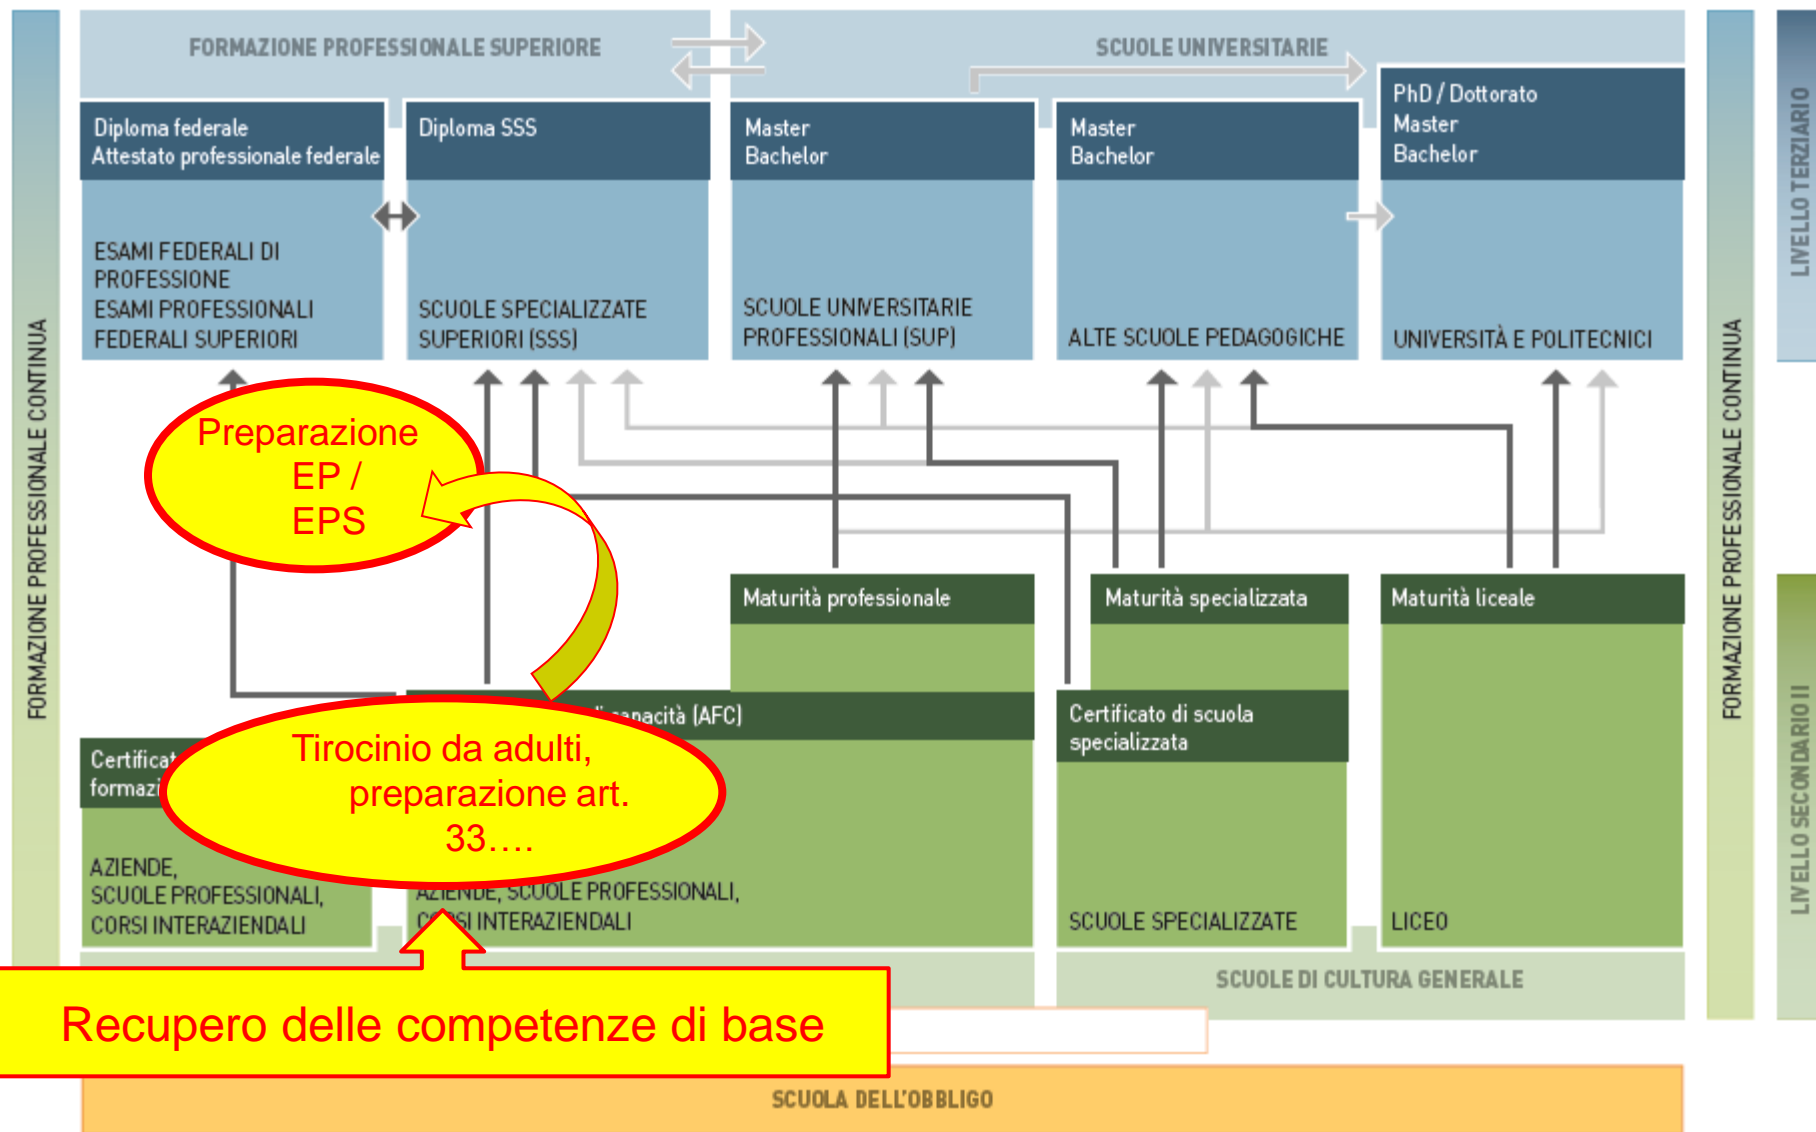 FORMAZIONE PROFESSIONALE SUPERIORE
SCUOLE UNIVERSITARIE
Diploma federale
Attestato professionale federale
Diploma SSS
Master
Bachelor
Master
Bachelor
PhD / Dottorato
Master
Bachelor
ESAMI FEDERALI DI
PROFESSIONE
ESAMI PROFESSIONALI
FEDERALI SUPERIORI
SCUOLE SPECIALIZZATE
SUPERIORI (SSS)
SCUOLE UNIVERSITARIE
PROFESSIONALI (SUP)
ALTE SCUOLE PEDAGOGICHE
UNIVERSITÀ E POLITECNICI
FORMAZIONE PROFESSIONALE CONTINUA
FORMAZIONE PROFESSIONALE CONTINUA
LIVELLO TERZIARIO
LIVELLO SECONDARIO II
Preparazione
EP /
EPS
Maturità professionale
Maturità specializzata
Maturità liceale
capacità (AFC)
Certificato di scuola
specializzata
Tirocinio da adulti,
preparazione art.
33….
AZIENDE,
SCUOLE PROFESSIONALI,
CORSI INTERAZIENDALI
AZIENDE, SCUOLE PROFESSIONALI,
CORSI INTERAZIENDALI
SCUOLE SPECIALIZZATE
LICEO
SCUOLE DI CULTURA GENERALE
Recupero delle competenze di base
SCUOLA DELL'OBBLIGO